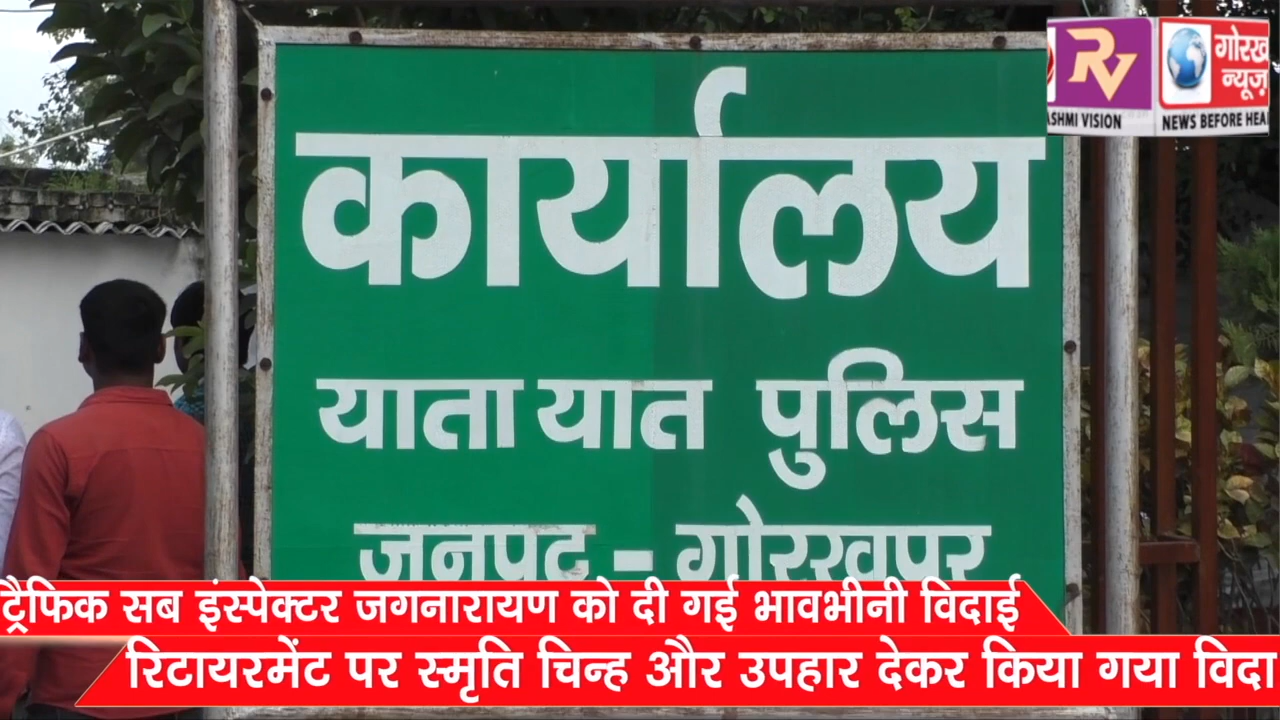 RV
गोरख
न्यूज़
ASHMI VISION
NEWS BEFORE HEA
कार्यालय
यातायात पुलिस
जनपद - गोरखपुर
ट्रैफिक सब इंस्पेक्टर जगनारायण को दी गई भावभीनी विदाई
रिटायरमेंट पर स्मृति चिन्ह और उपहार देकर किया गया विदा